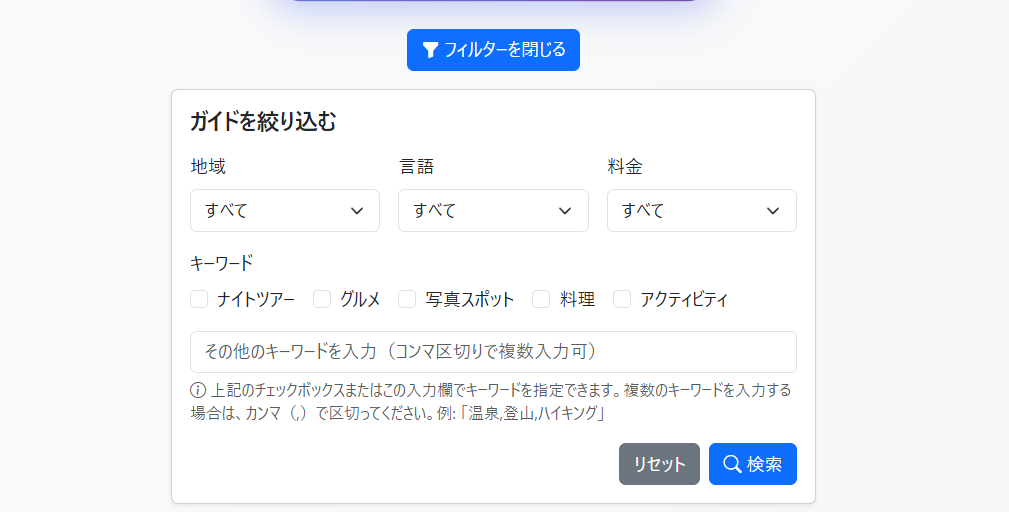 フィルターを閉じる
ガイドを絞り込む
地域 言語 料金
すべて すべて すべて
キーワード
ナイトツアー グルメ 写真スポット 料理 アクティビティ
その他のキーワードを入力（コンマ区切りで複数入力可）
上記のチェックボックスまたはこの入力欄でキーワードを指定できます。複数のキーワードを入力する
場合は、カンマ（,）で区切ってください。例: 「温泉,登山,ハイキング」
リセット 検索